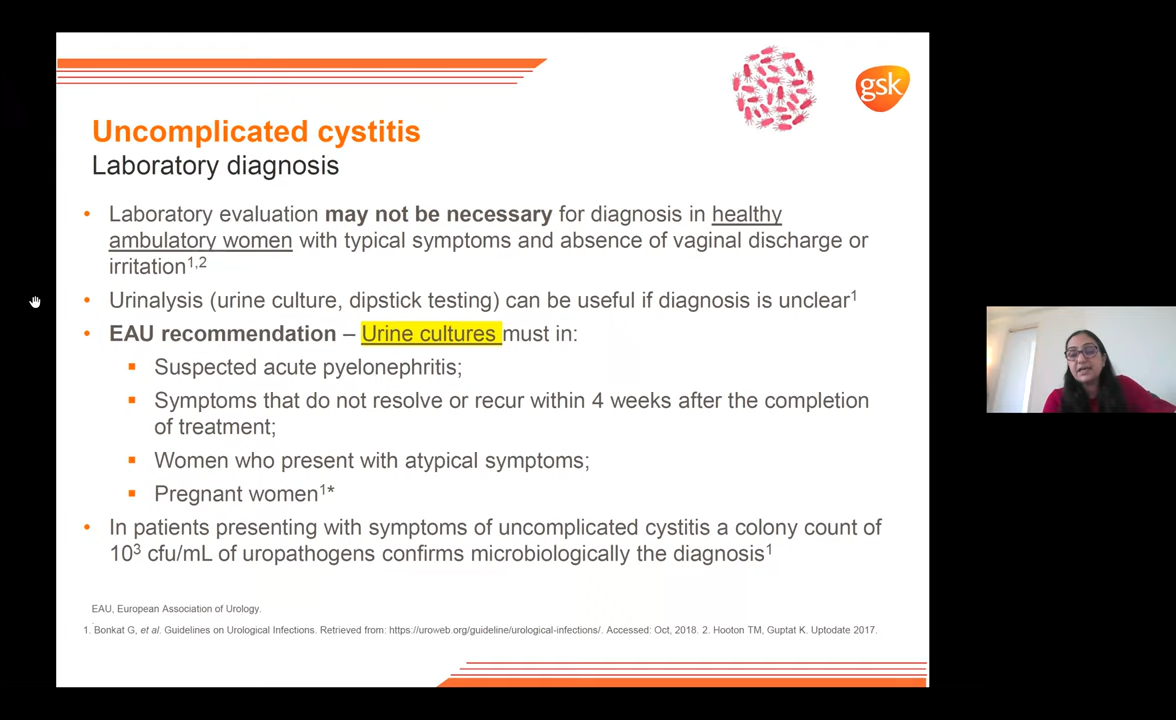 gsk
Uncomplicated cystitis
Laboratory diagnosis
• Laboratory evaluation may not be necessary for diagnosis in healthy
ambulatory women with typical symptoms and absence of vaginal discharge or
irritation1,2
• Urinalysis (urine culture, dipstick testing) can be useful if diagnosis is unclear1
• EAU recommendation – Urine cultures must in:
▪ Suspected acute pyelonephritis;
▪ Symptoms that do not resolve or recur within 4 weeks after the completion
of treatment;
▪ Women who present with atypical symptoms;
▪ Pregnant women1*
• In patients presenting with symptoms of uncomplicated cystitis a colony count of
103 cfu/mL of uropathogens confirms microbiologically the diagnosis1
EAU, European Association of Urology.
.
1. Bonkat G, et al. Guidelines on Urological Infections. Retrieved from: https://uroweb.org/guideline/urological-infections/. Accessed: Oct, 2018. 2. Hooton TM, Guptat K. Uptodate 2017.